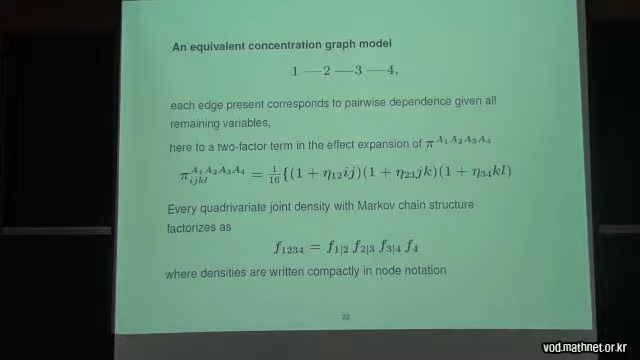 An equivalent concentration graph model
1 — 2 — 3 — 4,
each edge present corresponds to pairwise dependence given all
remaining variables,
here to a two-factor term in the effect expansion of π^{A₁A₂A₃A₄}
π^{A₁A₂A₃A₄}_{ijkl} = 1/16 {(1 + η₁₂ij)(1 + η₂₃jk)(1 + η₃₄kl)
Every quadrivariate joint density with Markov chain structure
factorizes as
f₁₂₃₄ = f₁|₂ f₂|₃ f₃|₄ f₄
where densities are written compactly in node notation
22
vod.mathnet.or.kr